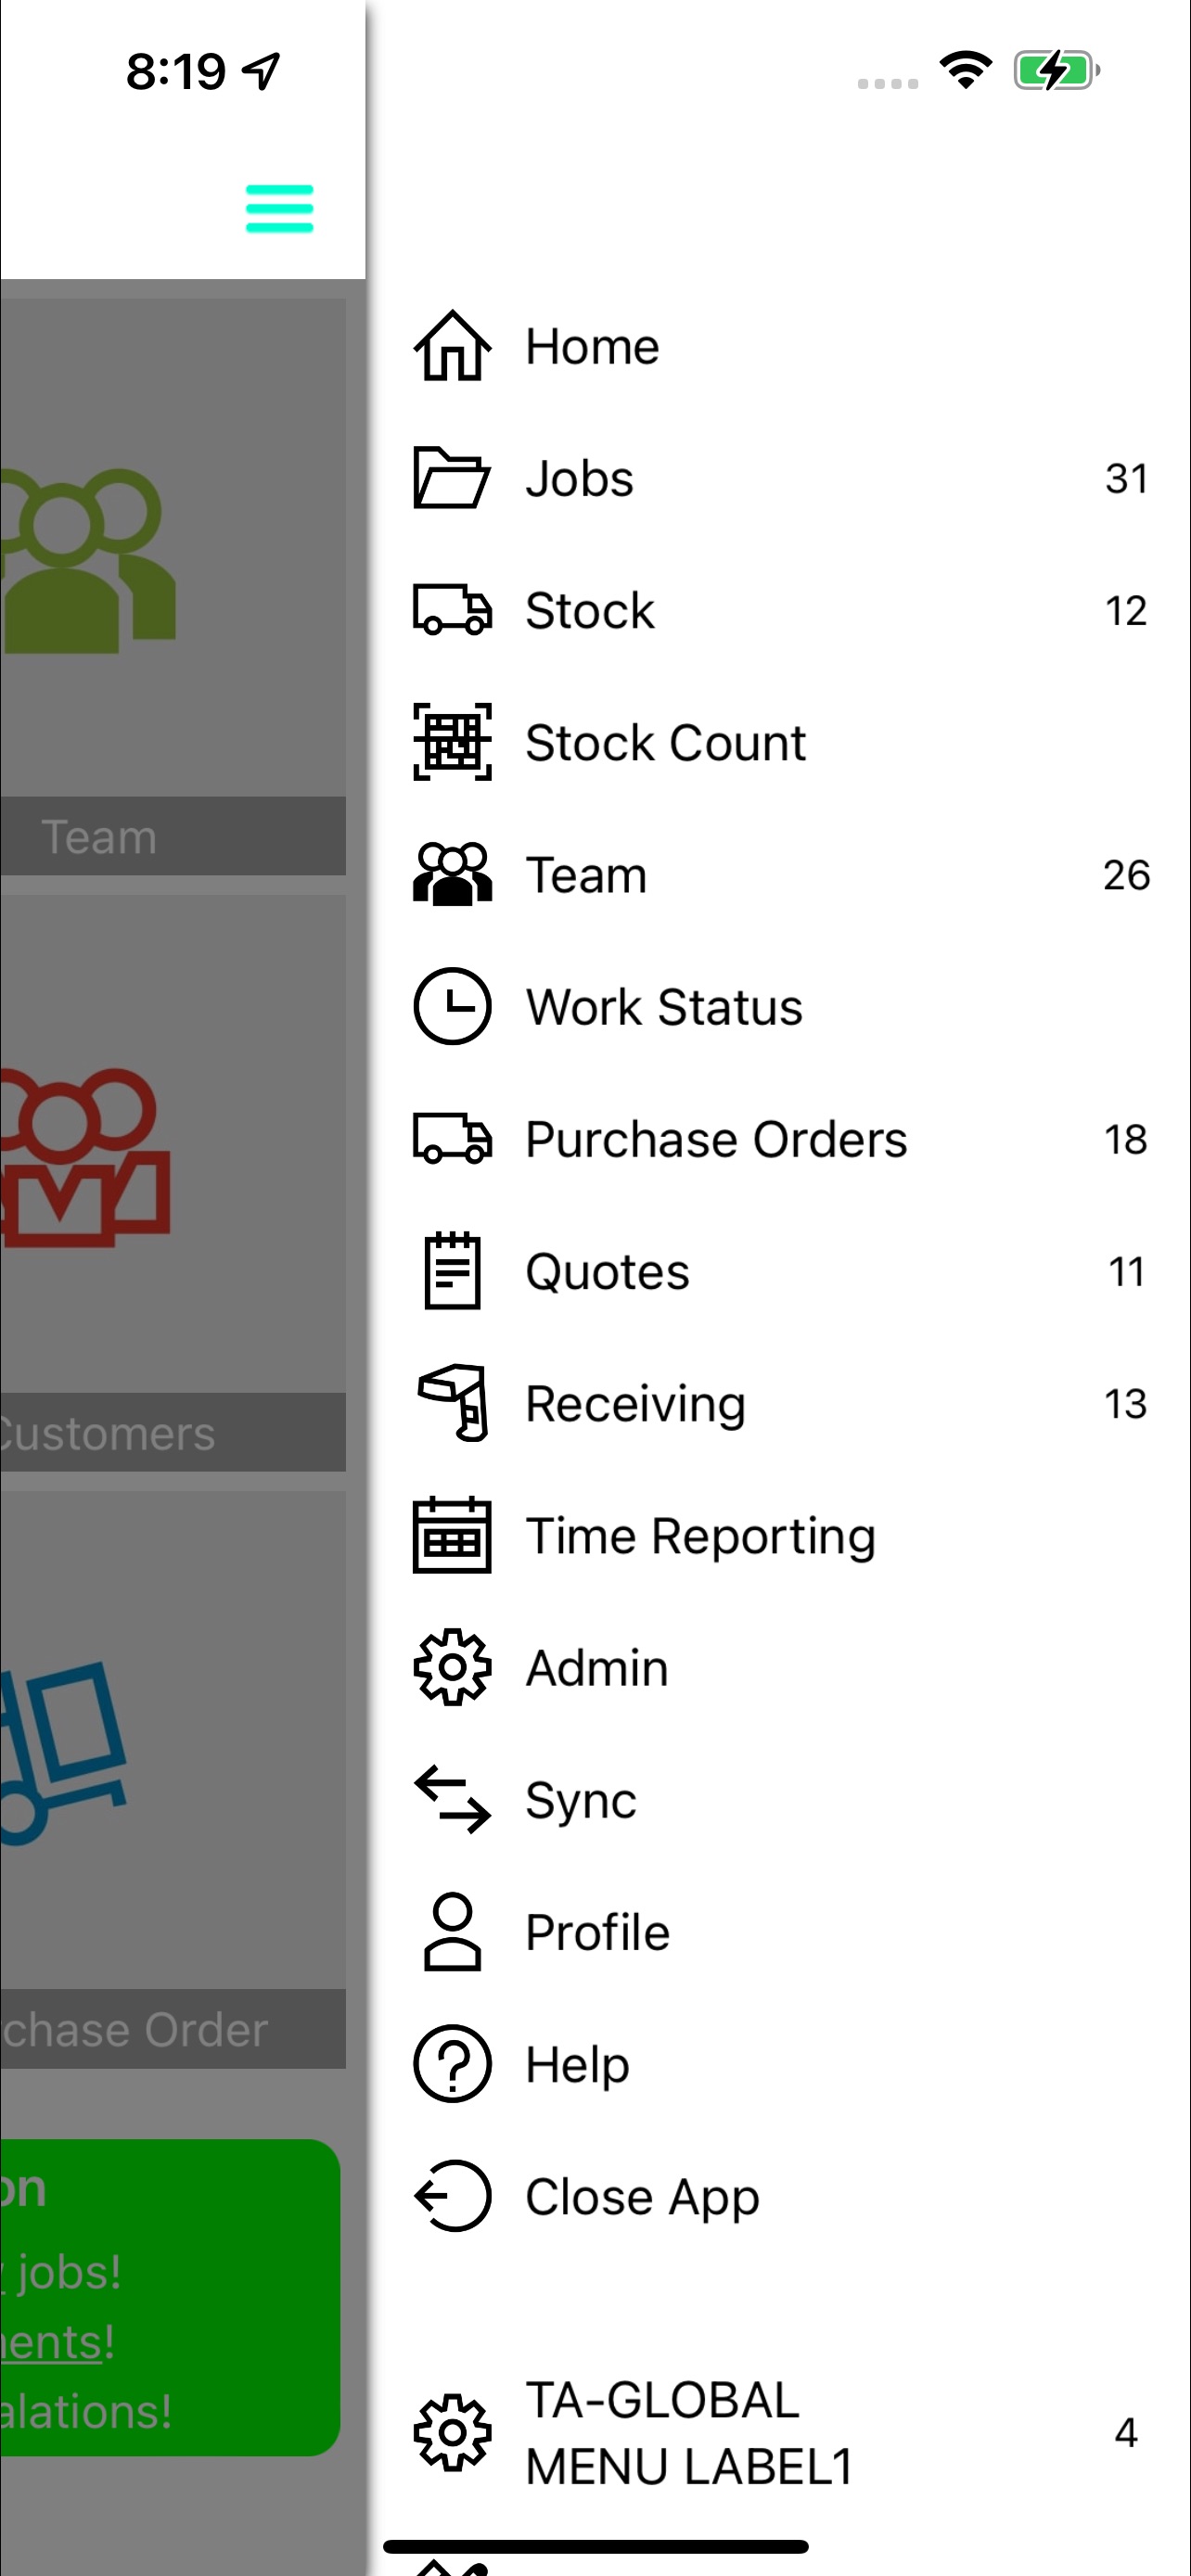 8:19
Home
Jobs 31
Stock 12
Stock Count
Team 26
Work Status
Purchase Orders 18
Quotes 11
Receiving 13
Time Reporting
Admin
Sync
Profile
Help
Close App
TA-GLOBAL
MENU LABEL1 4
Team
Customers
chase Order
on
jobs!
nents!
alations!